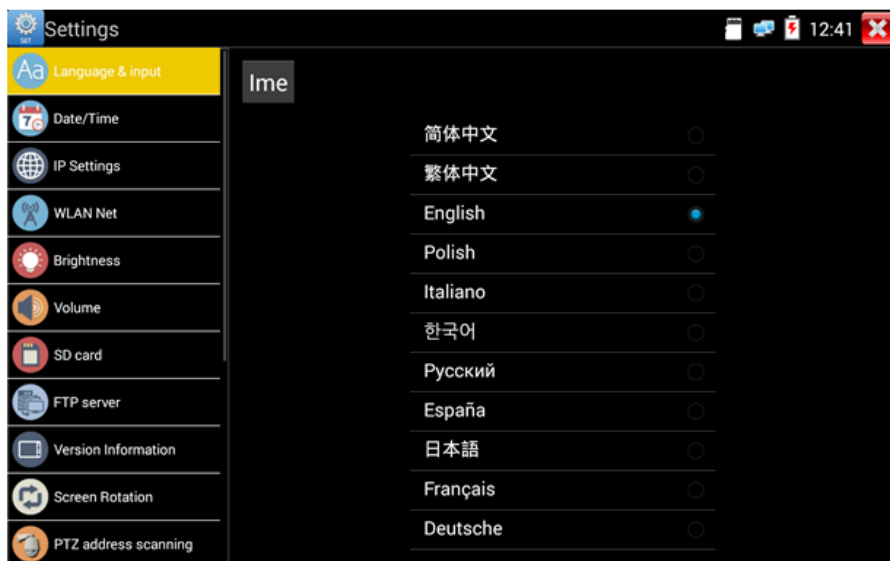 SET
Settings
12:41
Language & input
Date/Time
IP Settings
WLAN Net
Brightness
Volume
SD card
FTP server
Version Information
Screen Rotation
PTZ address scanning
Ime
简体中文
繁体中文
English
Polish
Italiano
한국어
Русский
España
日本語
Français
Deutsche